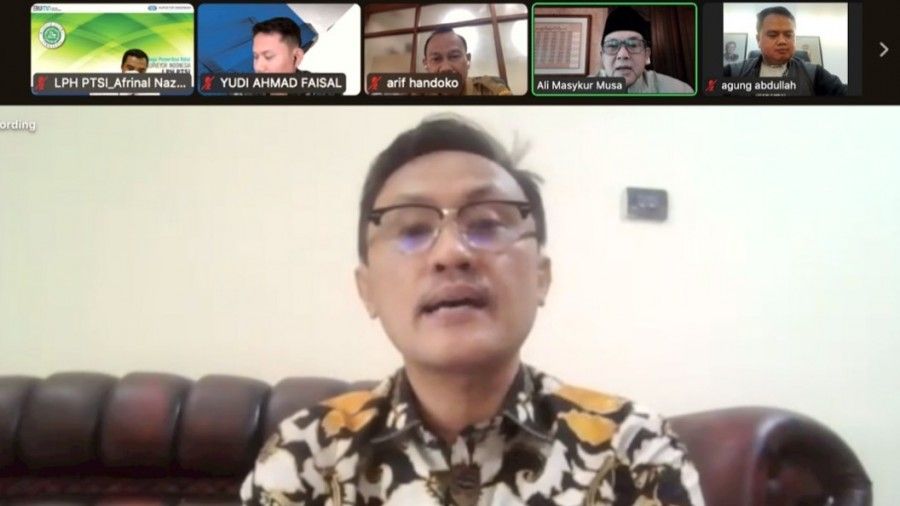 LPH PTSI_Afrinal Naz...
YUDI AHMAD FAISAL
arif handoko
Ali Masykur Musa
agung abdullah
ording